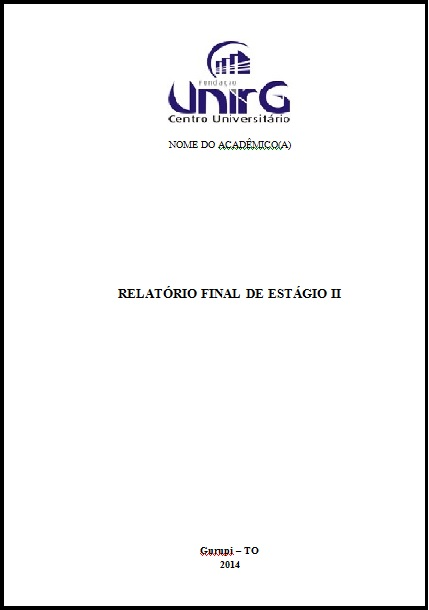 Fundação
UnirG
Centro Universitário
NOME DO ACADÊMICO(A)
RELATÓRIO FINAL DE ESTÁGIO II
Gurupi – TO
2014